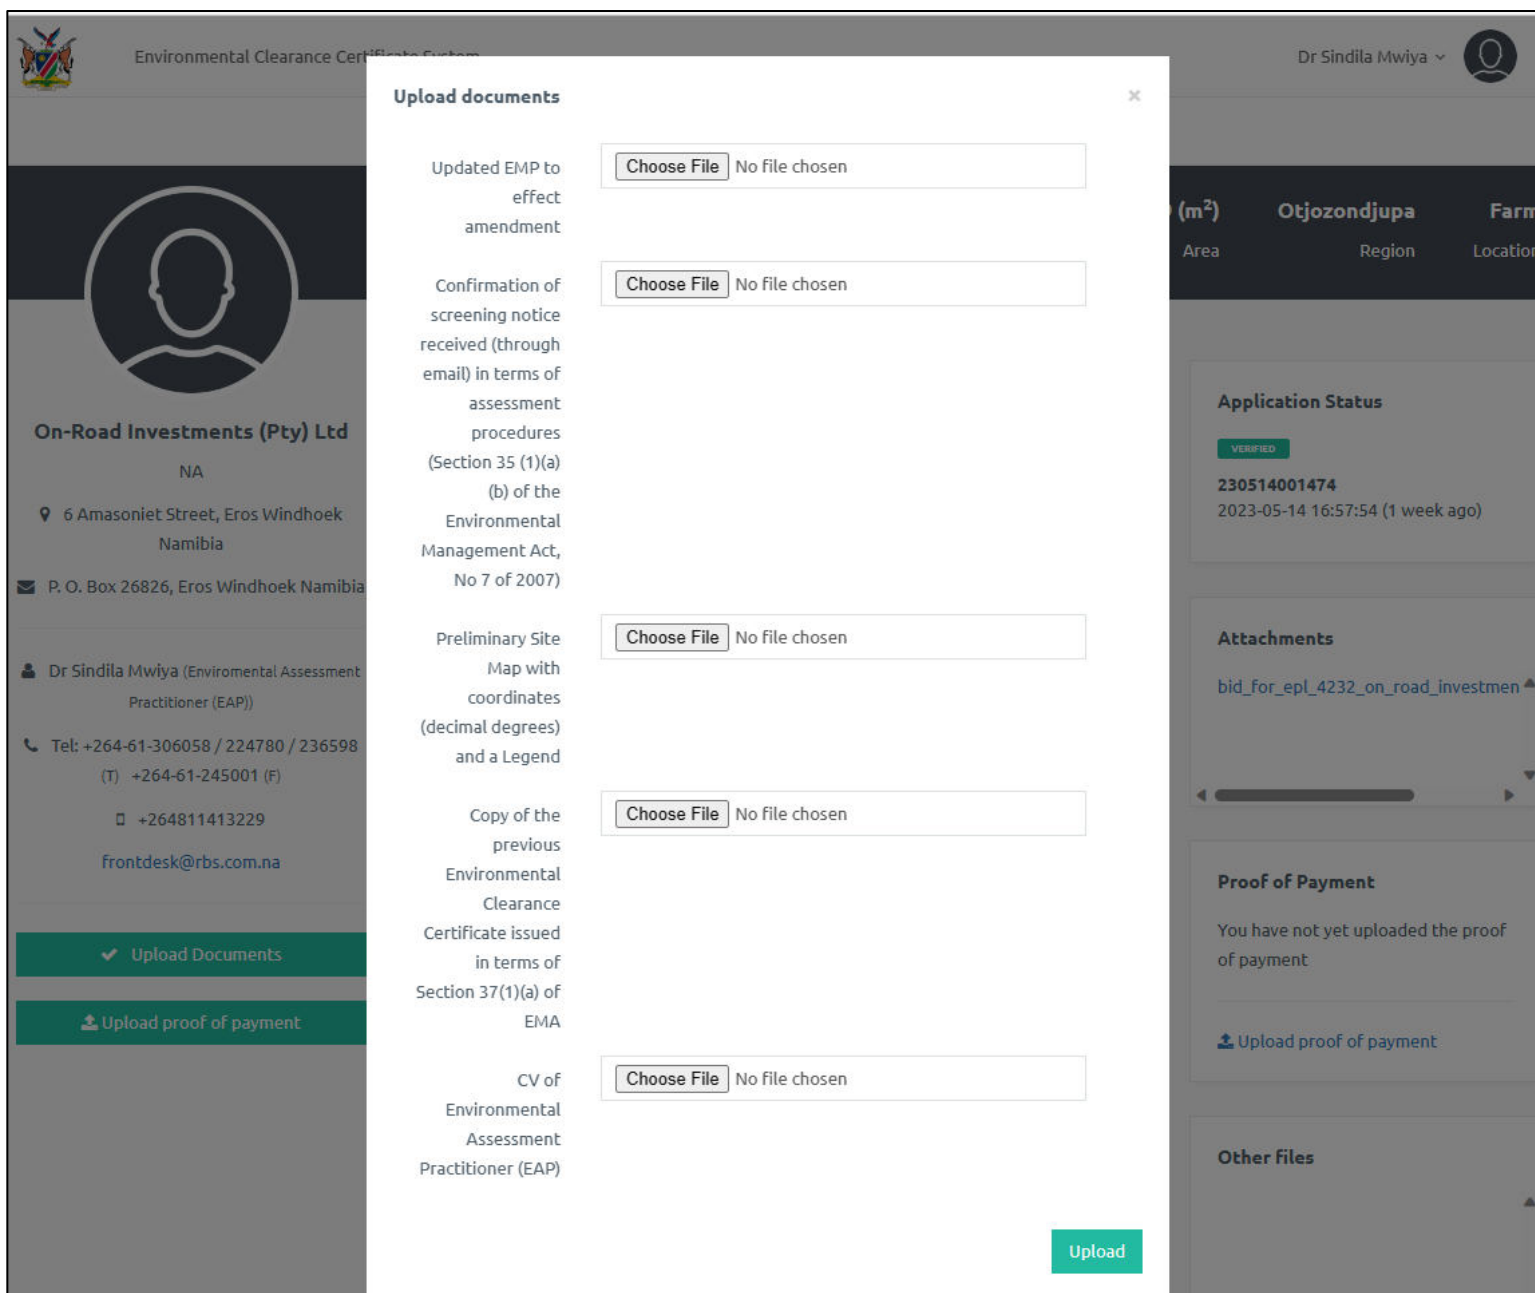 Environmental Clearance Certificate System
Dr Sindila Mwiya
Upload documents
×
Updated EMP to
effect
amendment
Choose File No file chosen
Confirmation of
screening notice
received (through
email) in terms of
assessment
procedures
(Section 35 (1)(a)
(b) of the
Environmental
Management Act,
No 7 of 2007)
Choose File No file chosen
Preliminary Site
Map with
coordinates
(decimal degrees)
and a Legend
Choose File No file chosen
Copy of the
previous
Environmental
Clearance
Certificate issued
in terms of
Section 37(1)(a) of
EMA
Choose File No file chosen
CV of
Environmental
Assessment
Practitioner (EAP)
Choose File No file chosen
Upload
On-Road Investments (Pty) Ltd
NA
6 Amasoniet Street, Eros Windhoek
Namibia
P. O. Box 26826, Eros Windhoek Namibia
Dr Sindila Mwiya (Enviromental Assessment
Practitioner (EAP))
Tel: +264-61-306058 / 224780 / 236598
(T) +264-61-245001 (F)
+264811413229
frontdesk@rbs.com.na
Upload Documents
Upload proof of payment
(m²) Otjozondjupa Farm
Area Region Location
Application Status
VERIFIED
230514001474
2023-05-14 16:57:54 (1 week ago)
Attachments
bid_for_epl_4232_on_road_investmen
Proof of Payment
You have not yet uploaded the proof
of payment
Upload proof of payment
Other files